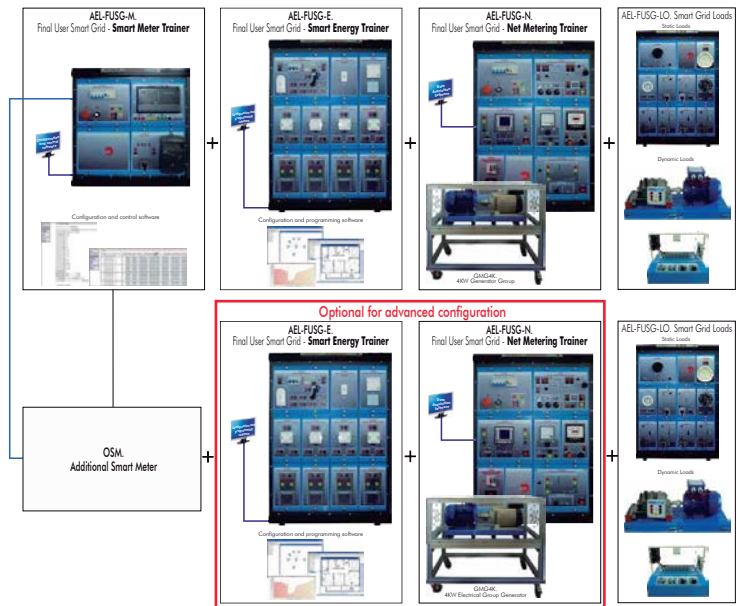 AEL-FUSG-M.
Final User Smart Grid - Smart Meter Trainer
Configuration and control software
+
AEL-FUSG-E.
Final User Smart Grid - Smart Energy Trainer
Configuration and programming software
+
AEL-FUSG-N.
Final User Smart Grid - Net Metering Trainer
GMG4K.
4KW Generator Group
+
AEL-FUSG-LO. Smart Grid Loads
Static Loads
Dynamic Loads
OSM.
Additional Smart Meter
+
Optional for advanced configuration
AEL-FUSG-E.
Final User Smart Grid - Smart Energy Trainer
Configuration and programming software
+
AEL-FUSG-N.
Final User Smart Grid - Net Metering Trainer
GMG4K.
4KW Electrical Group Generator
+
AEL-FUSG-LO. Smart Grid Loads
Static Loads
Dynamic Loads